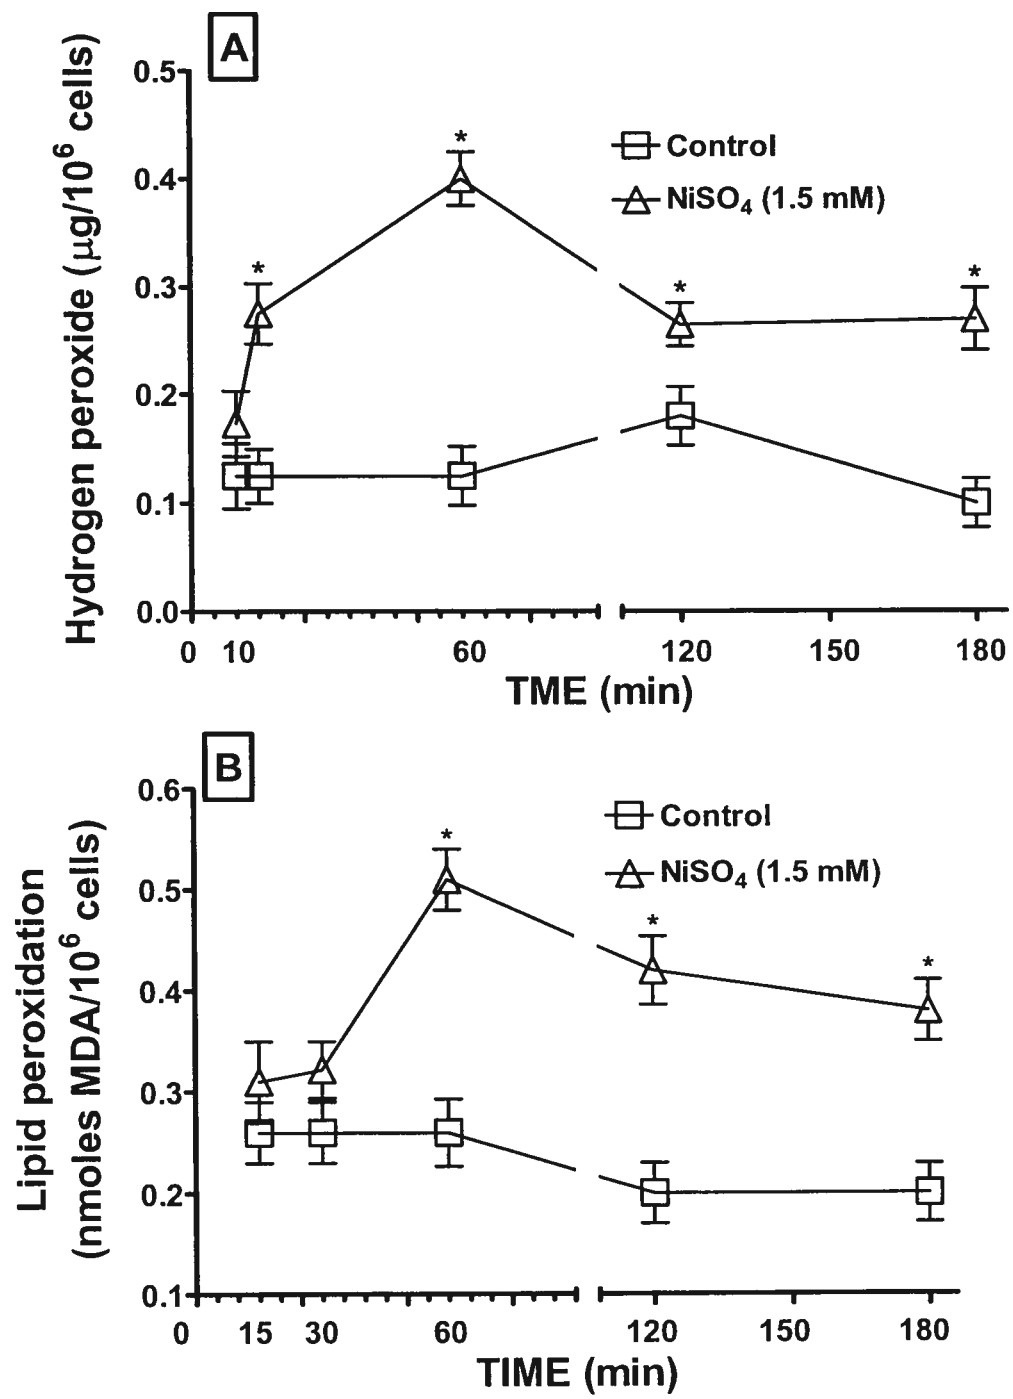 A
Hydrogen peroxide (μg/10⁶ cells)
0.5
0.4
0.3
0.2
0.1
0.0
* * * *
Control
NiSO₄ (1.5 mM)
0 10 60 120 150 180
TME (min)
B
Lipid peroxidation
(nmoles MDA/10⁶ cells)
0.6
0.5
0.4
0.3
0.2
0.1
* * *
Control
NiSO₄ (1.5 mM)
0 15 30 60 120 150 180
TIME (min)